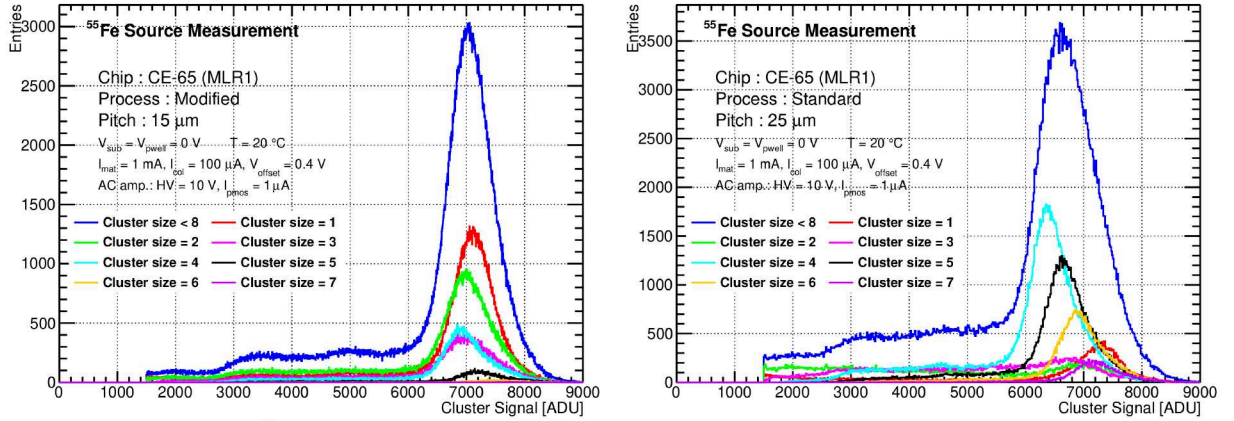 Entries
⁵⁵Fe Source Measurement
Chip : CE-65 (MLR1)
Process : Modified
Pitch : 15 μm
V_sub = V_pwell = 0 V T = 20 °C
I_mat = 1 mA, I_col = 100 μA, V_offset = 0.4 V
AC amp.: HV = 10 V, I_pmos = 1 μA
Cluster size < 8 Cluster size = 1
Cluster size = 2 Cluster size = 3
Cluster size = 4 Cluster size = 5
Cluster size = 6 Cluster size = 7
3000
2500
2000
1500
1000
500
0
0 1000 2000 3000 4000 5000 6000 7000 8000 9000
Cluster Signal [ADU]
Entries
⁵⁵Fe Source Measurement
Chip : CE-65 (MLR1)
Process : Standard
Pitch : 25 μm
V_sub = V_pwell = 0 V T = 20 °C
I_mat = 1 mA, I_col = 100 μA, V_offset = 0.4 V
AC amp.: HV = 10 V, I_pmos = 1 μA
Cluster size < 8 Cluster size = 1
Cluster size = 2 Cluster size = 3
Cluster size = 4 Cluster size = 5
Cluster size = 6 Cluster size = 7
3500
3000
2500
2000
1500
1000
500
0
0 1000 2000 3000 4000 5000 6000 7000 8000 9000
Cluster Signal [ADU]